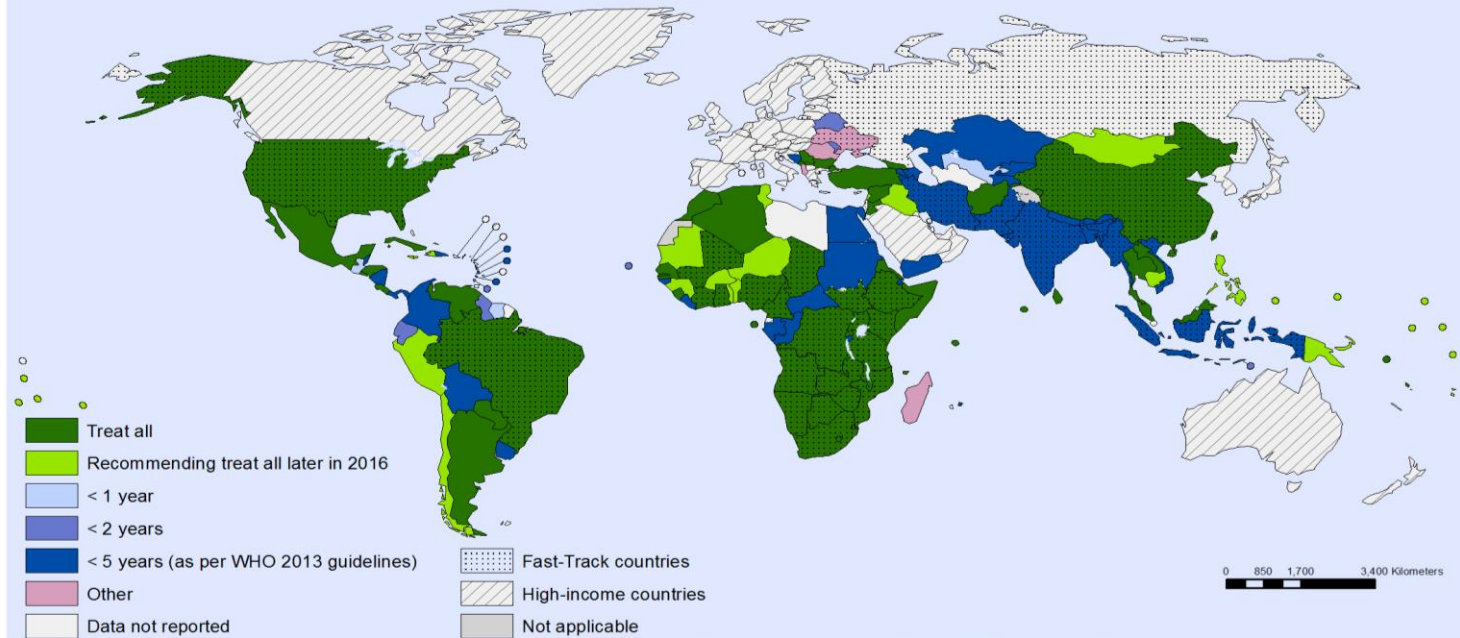 Treat all
Recommending treat all later in 2016
< 1 year
< 2 years
< 5 years (as per WHO 2013 guidelines)
Other
Data not reported
Fast-Track countries
High-income countries
Not applicable
0 850 1,700 3,400 Kilometers